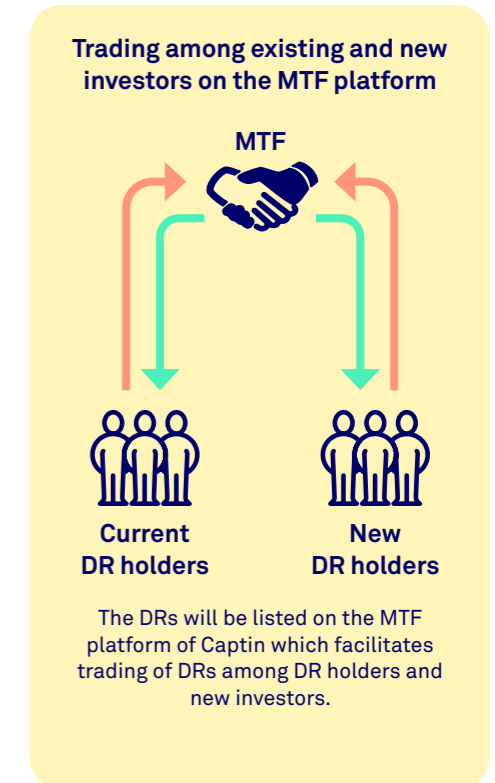 Trading among existing and new
investors on the MTF platform
MTF
Current
DR holders
New
DR holders
The DRs will be listed on the MTF
platform of Captin which facilitates
trading of DRs among DR holders and
new investors.